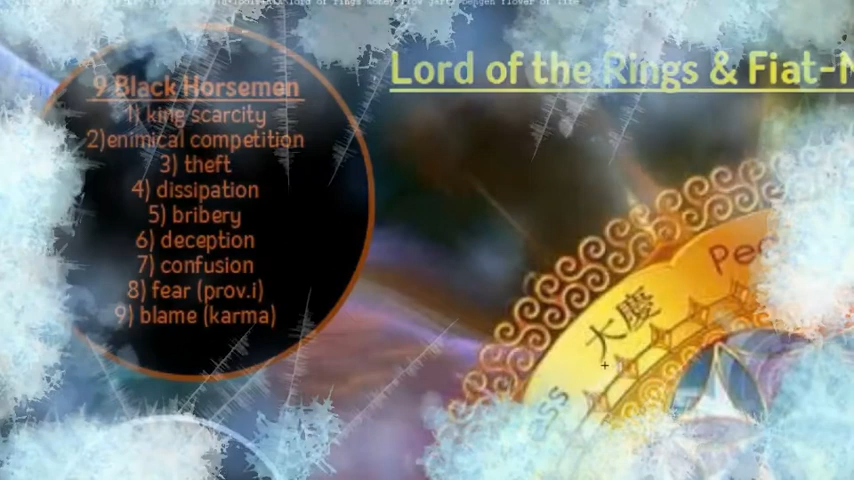 9 Black Horsemen
1) king scarcity
2)enimical competition
3) theft
4) dissipation
5) bribery
6) deception
7) confusion
8) fear (prov.i)
9) blame (karma)
Lord of the Rings & Fiat-
大慶